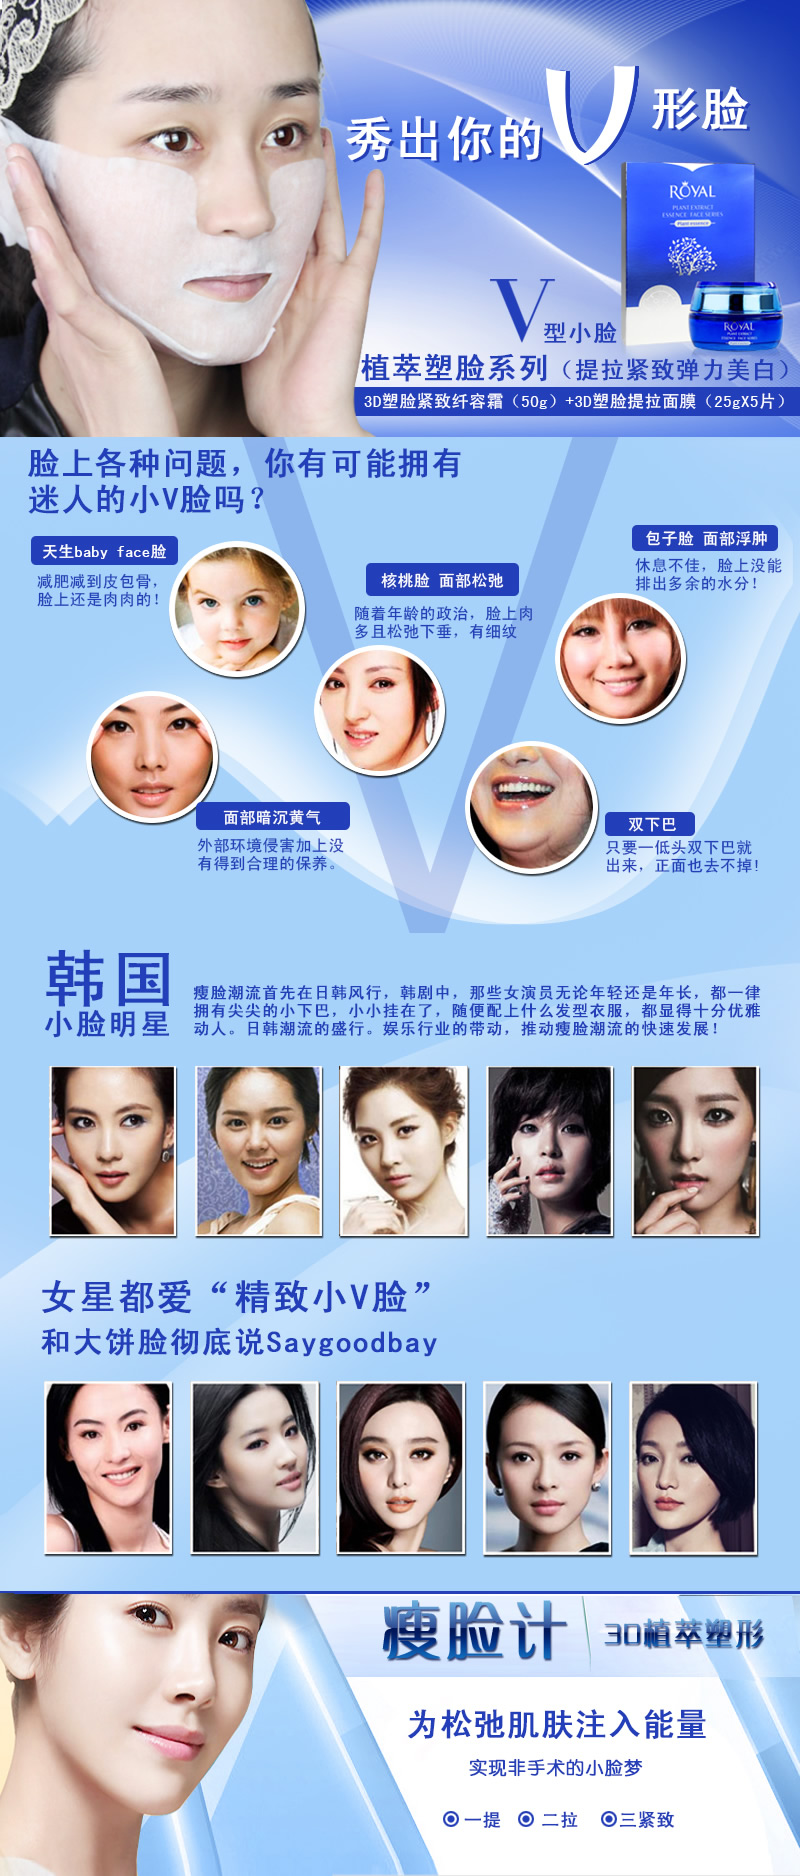 秀出你的V形脸
ROYAL
PLANT EXTRACT
ESSENCE FACE SERIES
Plant essence
ROYAL
PLANT EXTRACT
ESSENCE FACE SERIES
V型小脸
植萃塑脸系列（提拉紧致弹力美白）
3D塑脸紧致纤容霜（50g）+3D塑脸提拉面膜（25gX5片）
脸上各种问题，你有可能拥有
迷人的小V脸吗？
天生baby face脸
减肥减到皮包骨，
脸上还是肉肉的！
核桃脸 面部松弛
随着年龄的政治，脸上肉
多且松弛下垂，有细纹
包子脸 面部浮肿
休息不佳，脸上没能
排出多余的水分！
面部暗沉黄气
外部环境侵害加上没
有得到合理的保养。
双下巴
只要一低头双下巴就
出来，正面也去不掉！
韩国
小脸明星
瘦脸潮流首先在日韩风行，韩剧中，那些女演员无论年轻还是年长，都一律
拥有尖尖的小下巴，小小挂在了，随便配上什么发型衣服，都显得十分优雅
动人。日韩潮流的盛行。娱乐行业的带动，推动瘦脸潮流的快速发展！
女星都爱“精致小V脸”
和大饼脸彻底说Saygoodbay
瘦脸计
3D植萃塑形
为松弛肌肤注入能量
实现非手术的小脸梦
一提 二拉 三紧致